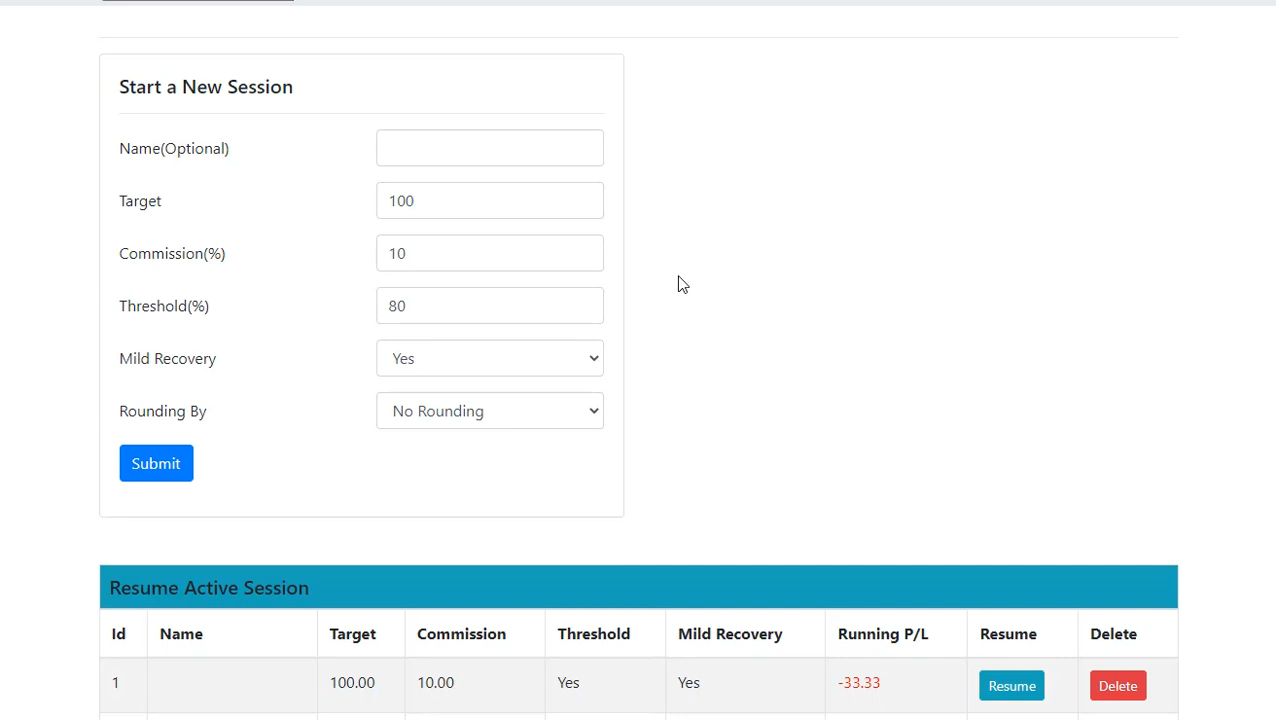 Start a New Session
Name(Optional)
Target 100
Commission(%) 10
Threshold(%) 80
Mild Recovery Yes
Rounding By No Rounding
Submit
Resume Active Session
Id Name Target Commission Threshold Mild Recovery Running P/L Resume Delete
1 100.00 10.00 Yes Yes -33.33 Resume Delete